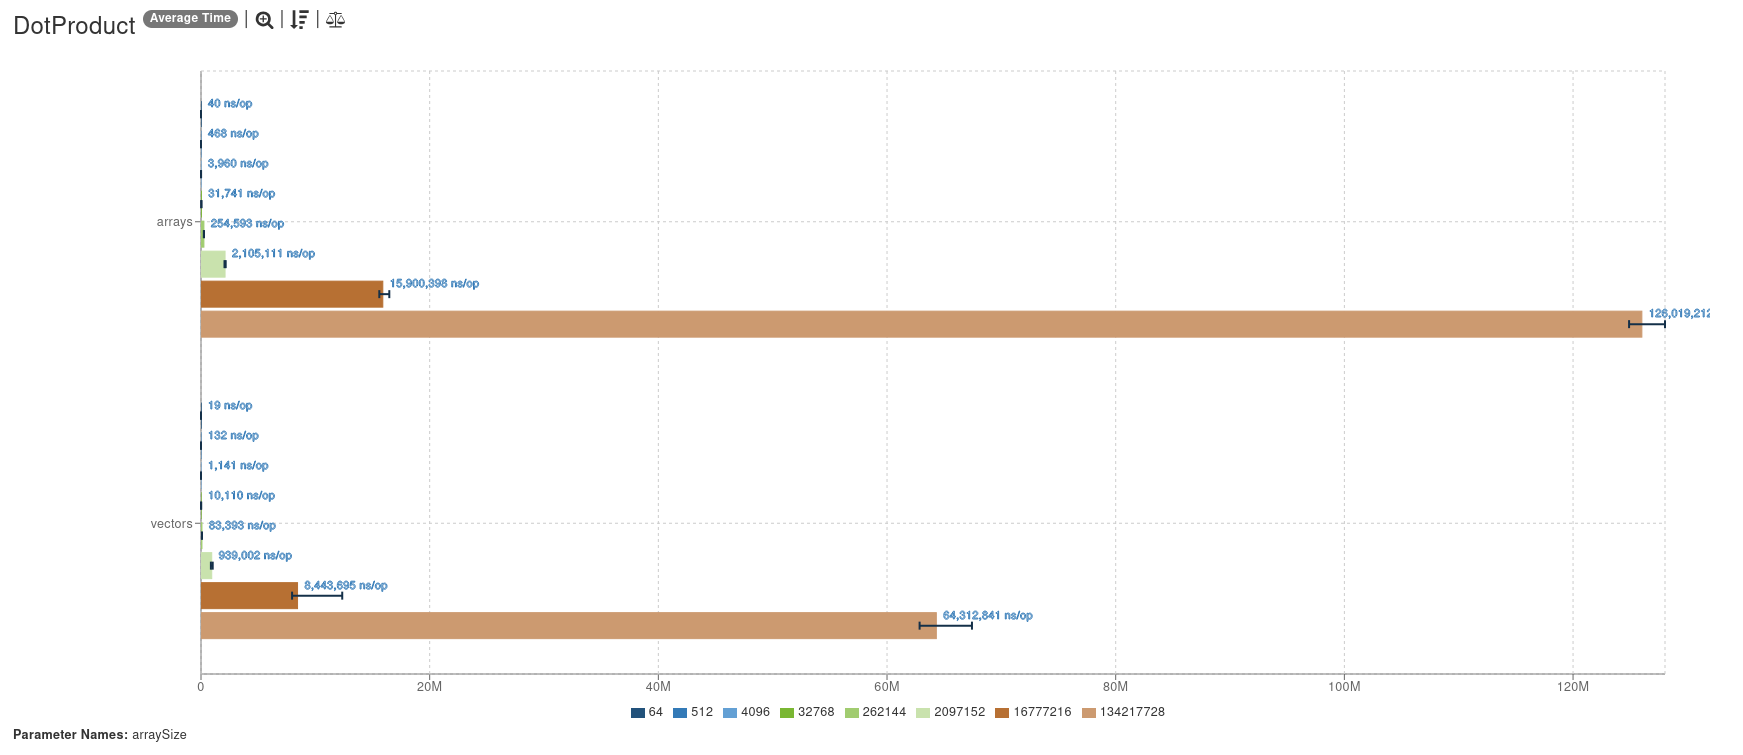 DotProduct Average Time
40 ns/op
468 ns/op
3,960 ns/op
31,741 ns/op
arrays
254,593 ns/op
2,105,111 ns/op
15,900,398 ns/op
126,019,212
19 ns/op
132 ns/op
1,141 ns/op
10,110 ns/op
vectors
83,393 ns/op
939,002 ns/op
8,443,695 ns/op
64,312,841 ns/op
0 20M 40M 60M 80M 100M 120M
64 512 4096 32768 262144 2097152 16777216 134217728
Parameter Names: arraySize